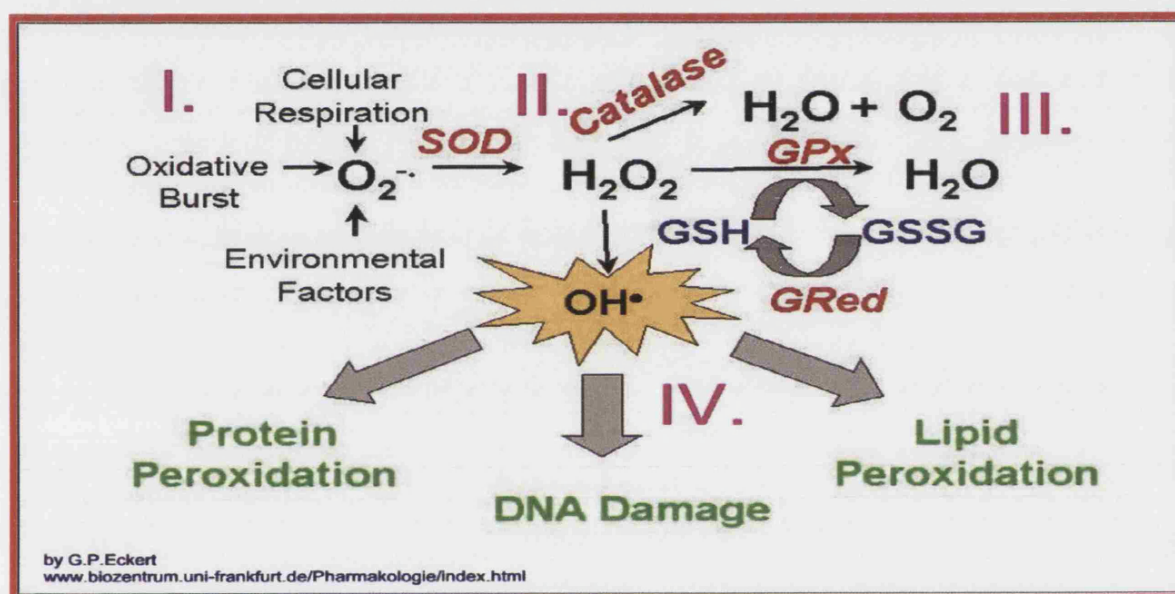 I.
Cellular
Respiration
Oxidative
Burst
O₂⁻·
Environmental
Factors
SOD
II.
Catalase
H₂O + O₂
III.
H₂O₂
GPx
H₂O
GSH
GSSG
GRed
OH•
IV.
Protein
Peroxidation
DNA Damage
Lipid
Peroxidation
by G.P.Eckert
www.biozentrum.uni-frankfurt.de/Pharmakologie/index.html